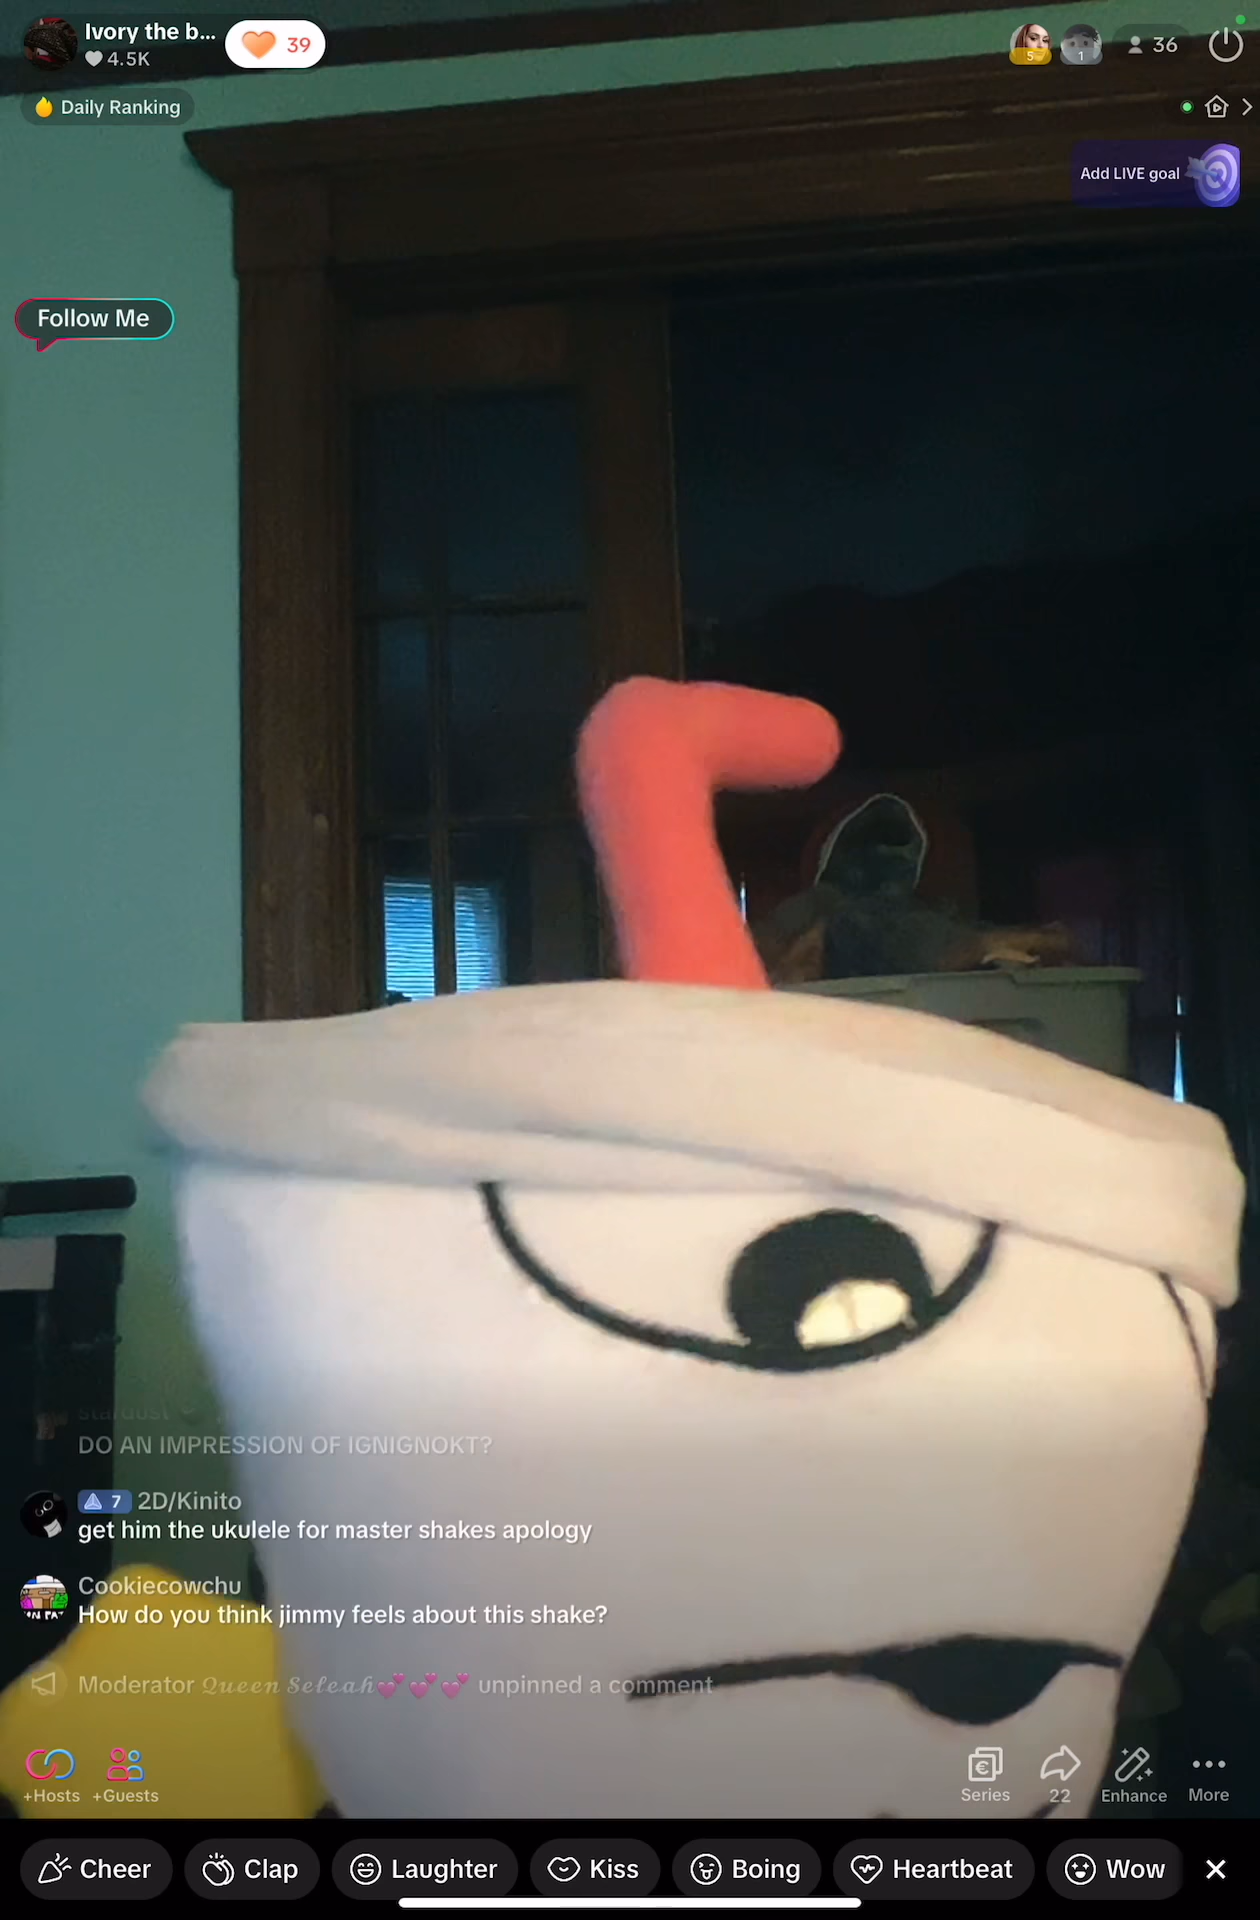 Ivory the b...
4.5K
39
5
1
36
Daily Ranking
Add LIVE goal
Follow Me
stardust
DO AN IMPRESSION OF IGNIGNOKT?
7 2D/Kinito
get him the ukulele for master shakes apology
Cookiecowchu
How do you think jimmy feels about this shake?
Moderator 𝓠𝓾𝓮𝓮𝓷 𝓢𝓮𝓵𝓮𝓪𝓱💕💕💕 unpinned a comment
+Hosts
+Guests
Series
22
Enhance
More
Cheer
Clap
Laughter
Kiss
Boing
Heartbeat
Wow